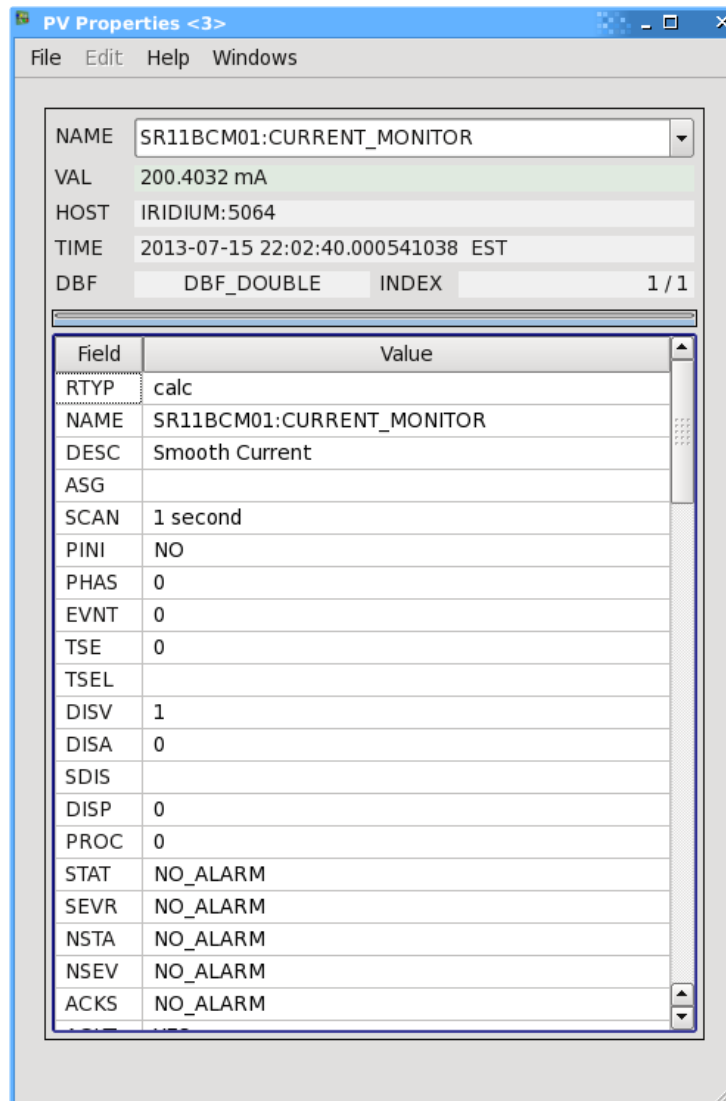 PV Properties <3>
File Edit Help Windows
NAME SR11BCM01:CURRENT_MONITOR
VAL 200.4032 mA
HOST IRIDIUM:5064
TIME 2013-07-15 22:02:40.000541038 EST
DBF DBF_DOUBLE INDEX 1 / 1
Field Value
RTYP calc
NAME SR11BCM01:CURRENT_MONITOR
DESC Smooth Current
ASG
SCAN 1 second
PINI NO
PHAS 0
EVNT 0
TSE 0
TSEL
DISV 1
DISA 0
SDIS
DISP 0
PROC 0
STAT NO_ALARM
SEVR NO_ALARM
NSTA NO_ALARM
NSEV NO_ALARM
ACKS NO_ALARM